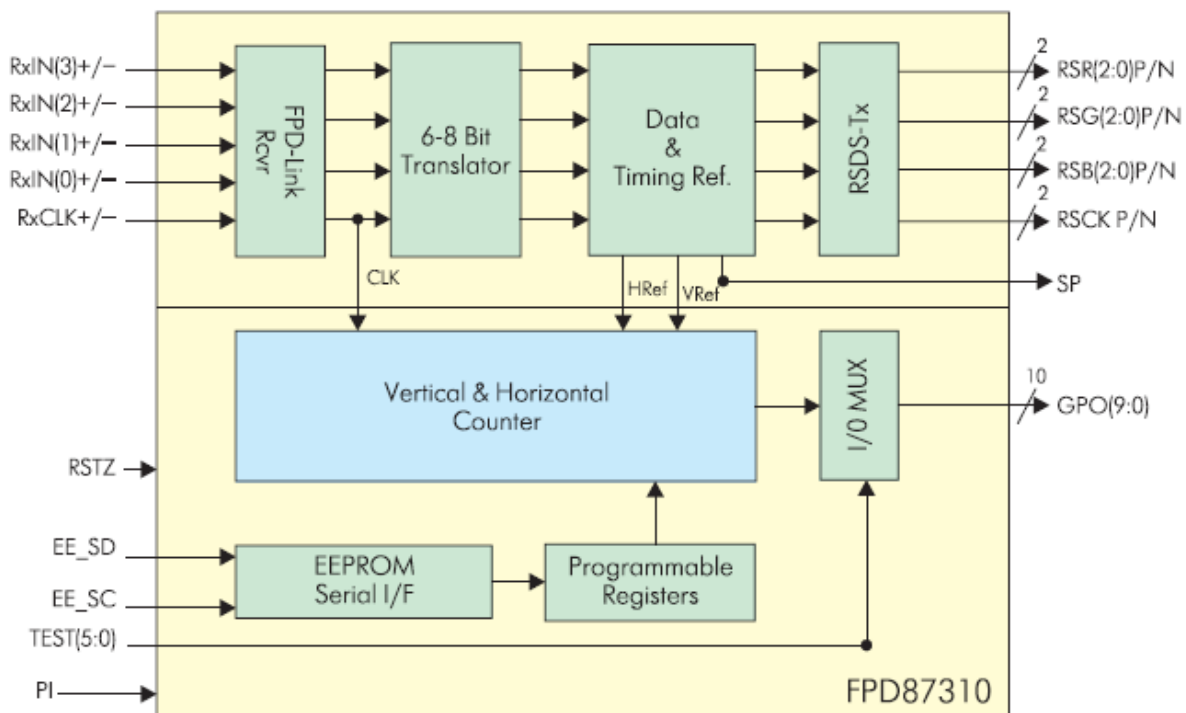 RxIN(3)+/−
RxIN(2)+/−
RxIN(1)+/−
RxIN(0)+/−
RxCLK+/−
FPD-Link
Rcvr
6-8 Bit
Translator
Data
&
Timing Ref.
RSDS-Tx
2
RSR(2:0)P/N
2
RSG(2:0)P/N
2
RSB(2:0)P/N
2
RSCK P/N
CLK
HRef
VRef
SP
Vertical & Horizontal
Counter
I/0 MUX
10
GPO(9:0)
RSTZ
EE_SD
EE_SC
EEPROM
Serial I/F
Programmable
Registers
TEST(5:0)
PI
FPD87310